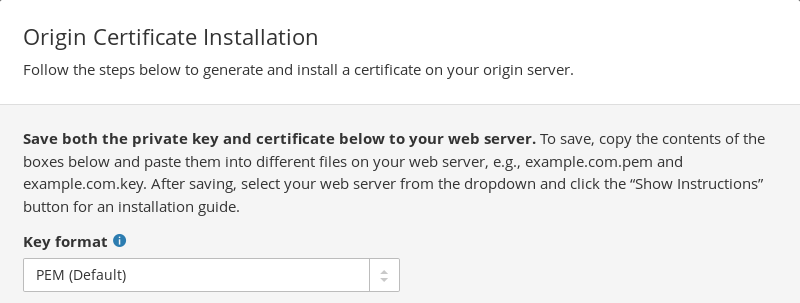 Origin Certificate Installation
Follow the steps below to generate and install a certificate on your origin server.
Save both the private key and certificate below to your web server. To save, copy the contents of the
boxes below and paste them into different files on your web server, e.g., example.com.pem and
example.com.key. After saving, select your web server from the dropdown and click the “Show Instructions”
button for an installation guide.
Key format
PEM (Default)